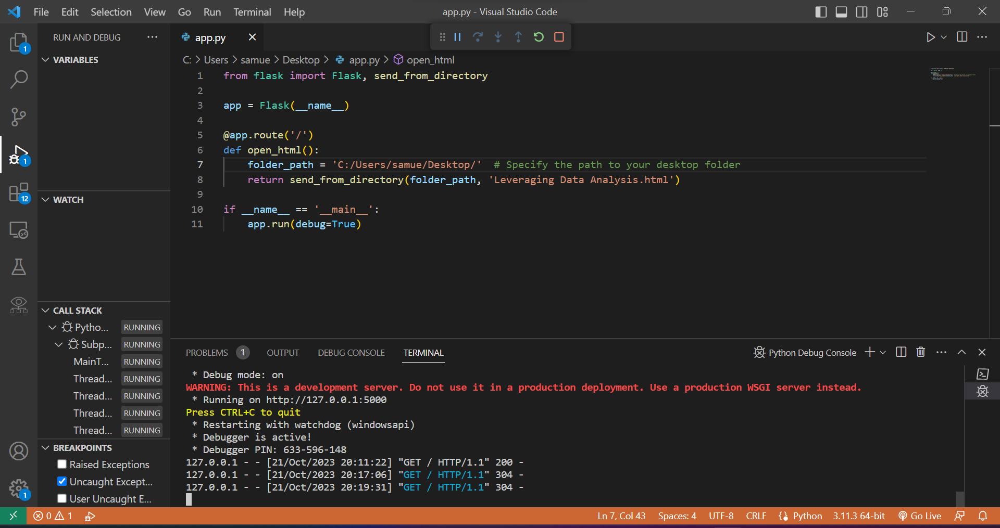 File Edit Selection View Go Run Terminal Help
app.py - Visual Studio Code
RUN AND DEBUG
app.py
VARIABLES
C: > Users > samue > Desktop > app.py > open_html
1 from flask import Flask, send_from_directory
2
3 app = Flask(__name__)
4
5 @app.route('/')
6 def open_html():
7 folder_path = 'C:/Users/samue/Desktop/' # Specify the path to your desktop folder
8 return send_from_directory(folder_path, 'Leveraging Data Analysis.html')
9
10 if __name__ == '__main__':
11 app.run(debug=True)
1
1
12
1
WATCH
CALL STACK
Pytho... RUNNING
Subp... RUNNING
MainT... RUNNING
Thread... RUNNING
Thread... RUNNING
Thread... RUNNING
Thread... RUNNING
BREAKPOINTS
Raised Exceptions
Uncaught Except...
User Uncaught E...
PROBLEMS 1 OUTPUT DEBUG CONSOLE TERMINAL
Python Debug Console
* Debug mode: on
WARNING: This is a development server. Do not use it in a production deployment. Use a production WSGI server instead.
* Running on http://127.0.0.1:5000
Press CTRL+C to quit
* Restarting with watchdog (windowsapi)
* Debugger is active!
* Debugger PIN: 633-596-148
127.0.0.1 - - [21/Oct/2023 20:11:22] "GET / HTTP/1.1" 200 -
127.0.0.1 - - [21/Oct/2023 20:17:06] "GET / HTTP/1.1" 304 -
127.0.0.1 - - [21/Oct/2023 20:19:31] "GET / HTTP/1.1" 304 -
0 1
Ln 7, Col 43 Spaces: 4 UTF-8 CRLF Python 3.11.3 64-bit Go Live